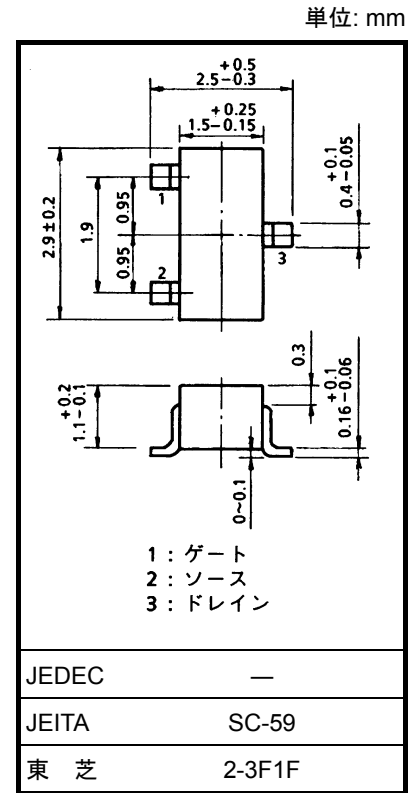 単位: mm
+0.5
2.5−0.3
+0.25
1.5−0.15
2.9±0.2
1.9
0.95
0.95
1
2
3
+0.1
0.4−0.05
+0.2
1.1−0.1
0.3
+0.1
0.16−0.06
0~0.1
1 : ゲート
2 : ソース
3 : ドレイン
JEDEC ―
JEITA SC-59
東 芝 2-3F1F